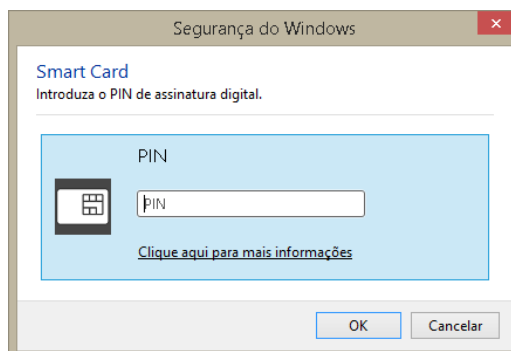 Segurança do Windows
Smart Card
Introduza o PIN de assinatura digital.
PIN
PIN
Clique aqui para mais informações
OK
Cancelar